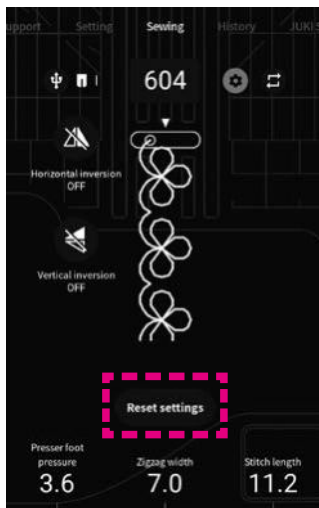 upport Setting Sewing History JUKI S
604
Horizontal inversion
OFF
Vertical inversion
OFF
Reset settings
Presser foot
pressure
Zigzag width
Stitch length
3.6 7.0 11.2